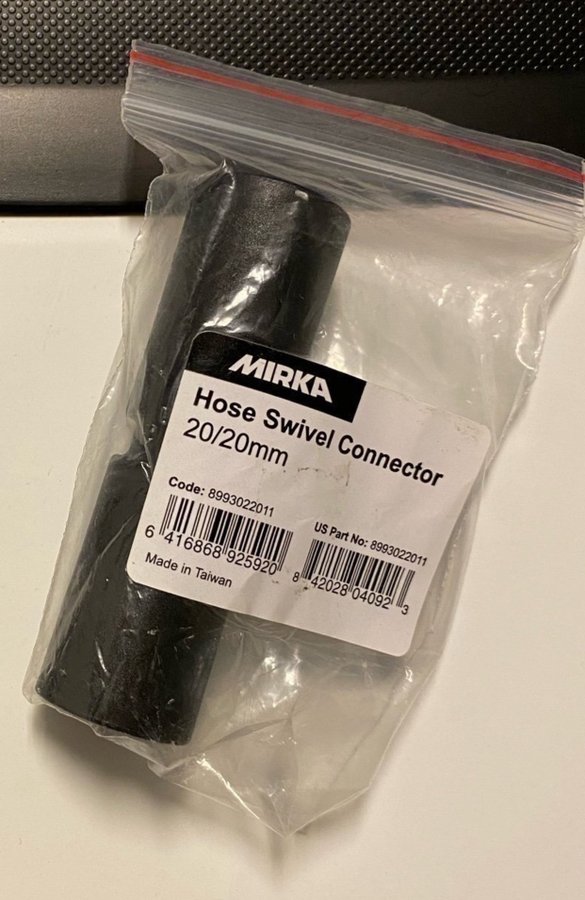 MIRKA
Hose Swivel Connector
20/20mm
Code: 8993022011
US Part No: 8993022011
6 416868 925920
8 42028 04092 3
Made in Taiwan